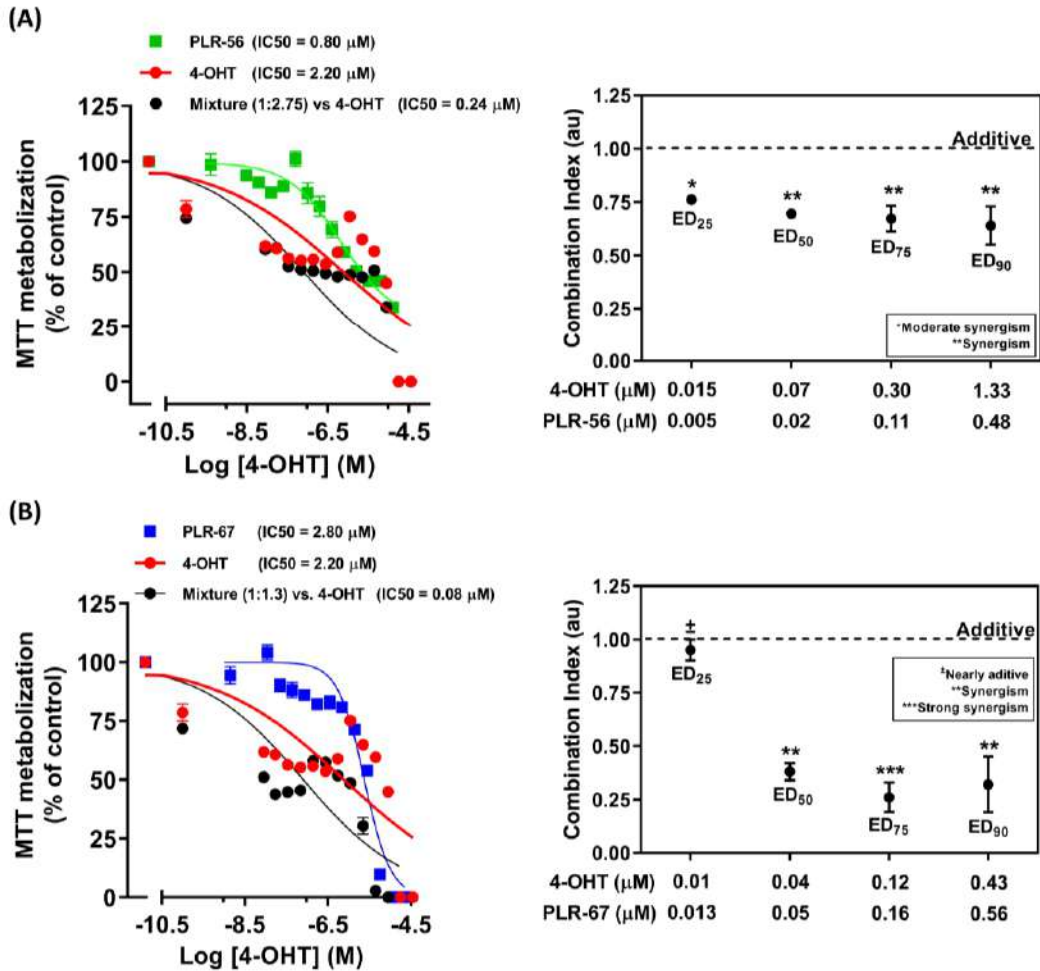 (A)
PLR-56 (IC50 = 0.80 μM)
4-OHT (IC50 = 2.20 μM)
Mixture (1:2.75) vs 4-OHT (IC50 = 0.24 μM)
MTT metabolization
(% of control)
125
100
75
50
25
0
-10.5 -8.5 -6.5 -4.5
Log [4-OHT] (M)
Combination Index (au)
1.25
1.00
0.75
0.50
0.25
0.00
Additive
* ** ** **
ED25 ED50 ED75 ED90
*Moderate synergism
**Synergism
4-OHT (μM) 0.015 0.07 0.30 1.33
PLR-56 (μM) 0.005 0.02 0.11 0.48
(B)
PLR-67 (IC50 = 2.80 μM)
4-OHT (IC50 = 2.20 μM)
Mixture (1:1.3) vs. 4-OHT (IC50 = 0.08 μM)
MTT metabolization
(% of control)
125
100
75
50
25
0
-10.5 -8.5 -6.5 -4.5
Log [4-OHT] (M)
Combination Index (au)
1.25
1.00
0.75
0.50
0.25
0.00
Additive
‡ ** *** **
ED25 ED50 ED75 ED90
‡Nearly aditive
**Synergism
***Strong synergism
4-OHT (μM) 0.01 0.04 0.12 0.43
PLR-67 (μM) 0.013 0.05 0.16 0.56